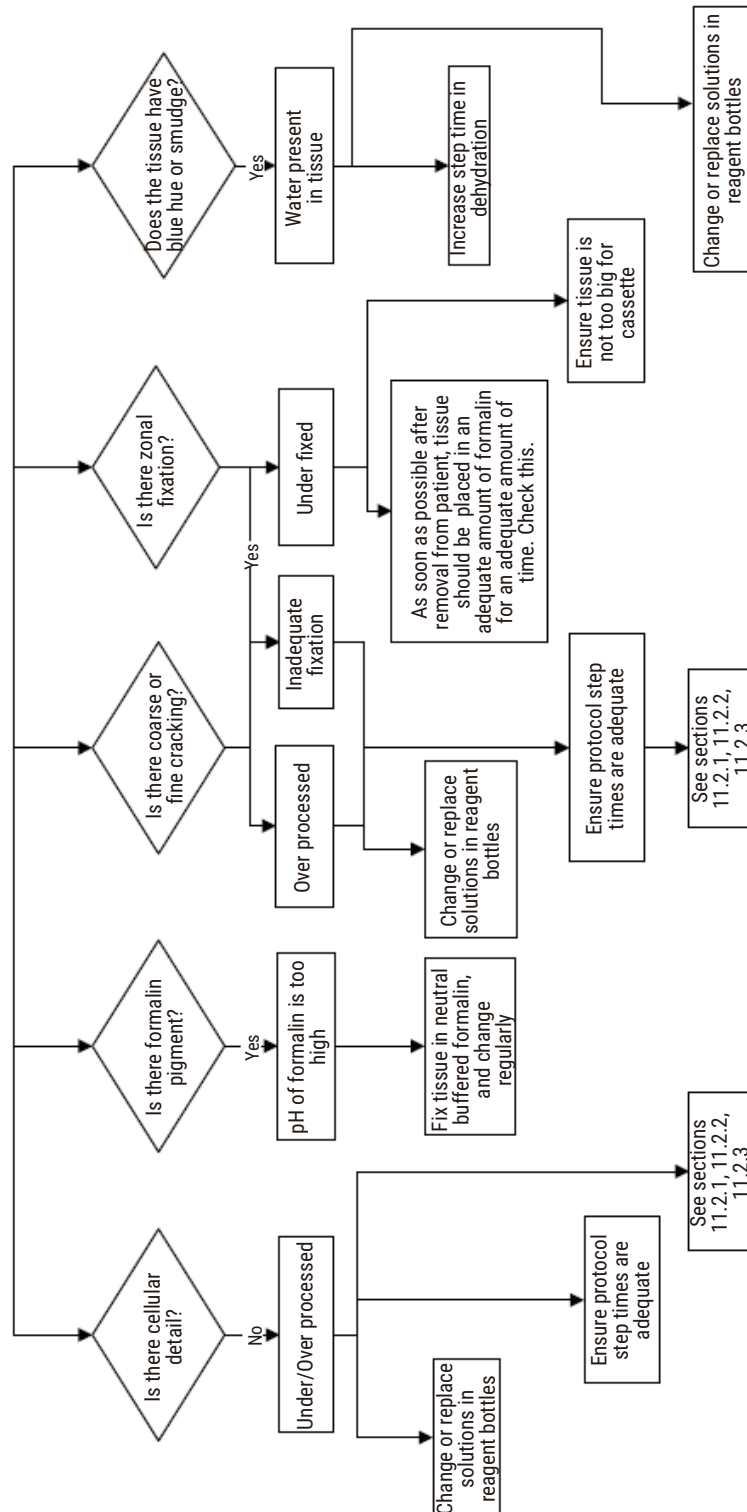 Is there cellular
detail?
No
Under/Over processed
Change or replace
solutions in
reagent bottles
Ensure protocol
step times are
adequate
See sections
11.2.1, 11.2.2,
11.2.3
Is there formalin
pigment?
Yes
pH of formalin is too
high
Fix tissue in neutral
buffered formalin,
and change
regularly
Is there coarse or
fine cracking?
Over processed
Inadequate
fixation
Change or replace
solutions in reagent
bottles
Ensure protocol step
times are adequate
See sections
11.2.1, 11.2.2,
11.2.3
Is there zonal
fixation?
Yes
Under fixed
As soon as possible after
removal from patient, tissue
should be placed in an
adequate amount of formalin
for an adequate amount of
time. Check this.
Ensure tissue is
not too big for
cassette
Does the tissue have
blue hue or smudge?
Yes
Water present
in tissue
Increase step time in
dehydration
Change or replace solutions in
reagent bottles